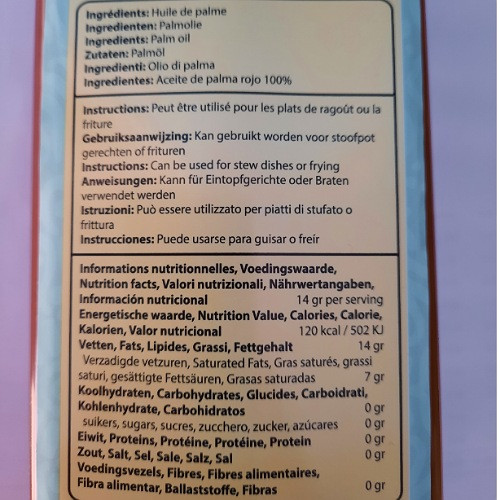 Ingrédients: Huile de palme
Ingredienten: Palmolie
Ingredients: Palm oil
Zutaten: Palmöl
Ingredienti: Olio di palma
Ingredientes: Aceite de palma rojo 100%
Instructions: Peut être utilisé pour les plats de ragoût ou la
friture
Gebruiksaanwijzing: Kan gebruikt worden voor stoofpot
gerechten of frituren
Instructions: Can be used for stew dishes or frying
Anweisungen: Kann für Eintopfgerichte oder Braten
verwendet werden
Istruzioni: Può essere utilizzato per piatti di stufato o
frittura
Instrucciones: Puede usarse para guisar o freír
Informations nutritionnelles, Voedingswaarde,
Nutrition facts, Valori nutrizionali, Nährwertangaben,
Información nutricional 14 gr per serving
Energetische waarde, Nutrition Value, Calories, Calorie,
Kalorien, Valor nutricional 120 kcal / 502 KJ
Vetten, Fats, Lipides, Grassi, Fettgehalt 14 gr
Verzadigde vetzuren, Saturated Fats, Gras saturés, grassi
saturi, gesättigte Fettsäuren, Grasas saturadas 7 gr
Koolhydraten, Carbohydrates, Glucides, Carboidrati,
Kohlenhydrate, Carbohidratos 0 gr
suikers, sugars, sucres, zucchero, zucker, azúcares 0 gr
Eiwit, Proteins, Protéine, Protéine, Protein 0 gr
Zout, Salt, Sel, Sale, Salz, Sal 0 gr
Voedingsvezels, Fibres, Fibres alimentaires,
Fibra alimentar, Ballaststoffe, Fibras 0 gr